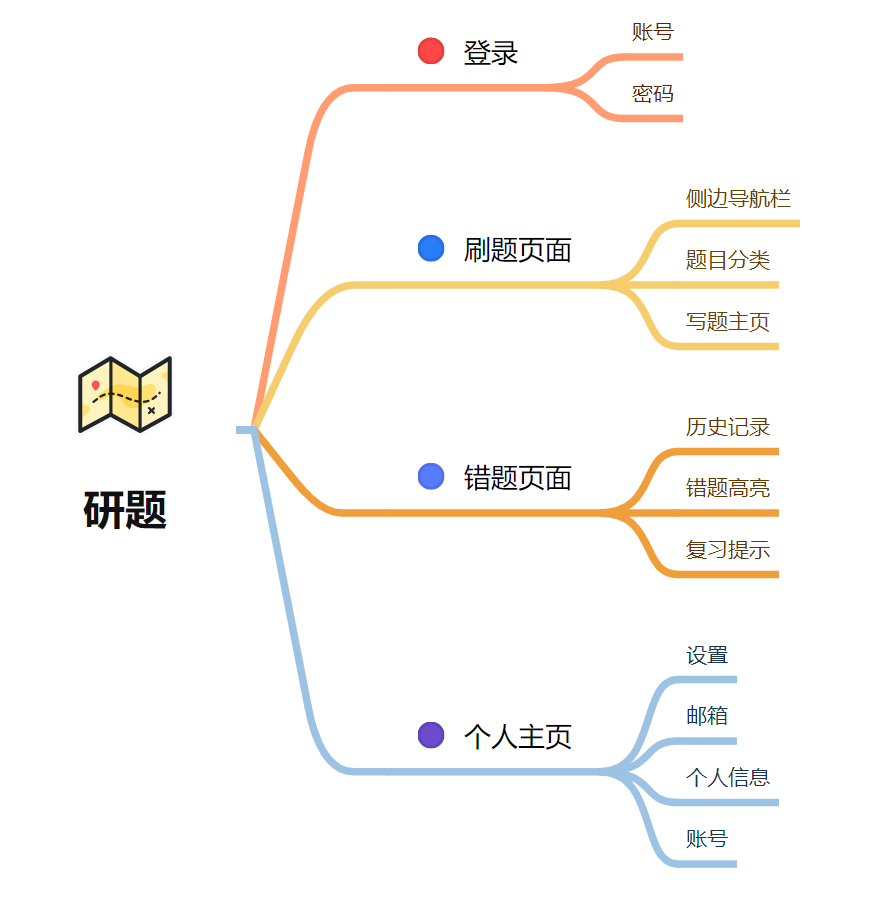 研题
登录
账号
密码
刷题页面
侧边导航栏
题目分类
写题主页
错题页面
历史记录
错题高亮
复习提示
个人主页
设置
邮箱
个人信息
账号